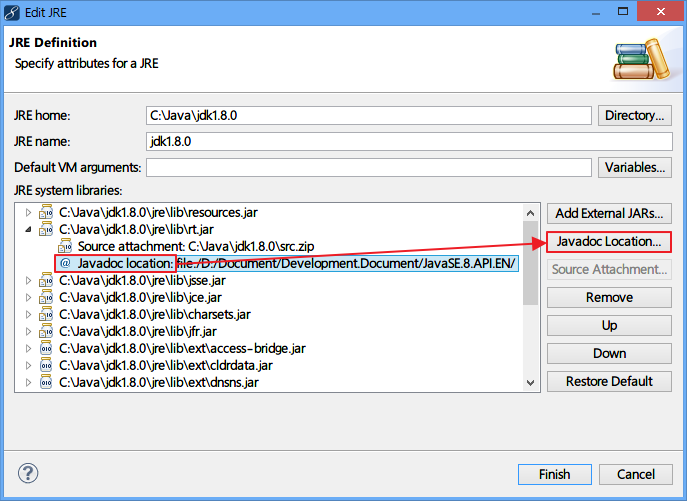 Edit JRE
JRE Definition
Specify attributes for a JRE
JRE home:
C:\Java\jdk1.8.0
Directory...
JRE name:
jdk1.8.0
Default VM arguments:
Variables...
JRE system libraries:
C:\Java\jdk1.8.0\jre\lib\resources.jar
Add External JARs...
C:\Java\jdk1.8.0\jre\lib\rt.jar
Source attachment: C:\Java\jdk1.8.0\src.zip
Javadoc Location...
@ Javadoc location: file:/D:/Document/Development.Document/JavaSE.8.API.EN/
Source Attachment...
C:\Java\jdk1.8.0\jre\lib\jsse.jar
C:\Java\jdk1.8.0\jre\lib\jce.jar
Remove
C:\Java\jdk1.8.0\jre\lib\charsets.jar
Up
C:\Java\jdk1.8.0\jre\lib\jfr.jar
C:\Java\jdk1.8.0\jre\lib\ext\access-bridge.jar
Down
C:\Java\jdk1.8.0\jre\lib\ext\cldrdata.jar
C:\Java\jdk1.8.0\jre\lib\ext\dnsns.jar
Restore Default
Finish
Cancel